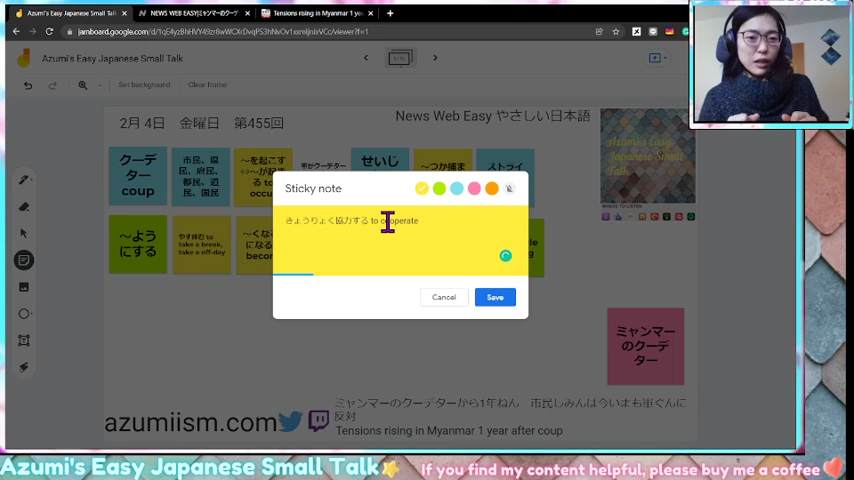 Azumi's Easy Japanese Small Talk
NEWS WEB EASY|ミャンマーのクーデ
Tensions rising in Myanmar 1 year
Azumi's Easy Japanese Small Talk
Set background
Clear frame
2月4日 金曜日 第455回
News Web Easy やさしい日本語
クーデ
ター
coup
市民、県
民、府民、
都民、道
民、国民
～を起こす
せいじ
～つか捕ま
ストライ
Azumi's Easy
Japanese Small
Talk
Sticky note
きょうりょく協力する to cooperate
Cancel
Save
～よう
にする
やす休む to
take a break,
take a off-day
～くな
になる
ミャンマー
のクーデ
ター
ミャンマーのクーデターから1年ねん 市民しみんは今いまも軍ぐんに
反対
Tensions rising in Myanmar 1 year after coup
azumiism.com
Azumi's Easy Japanese Small Talk
If you find my content helpful, please buy me a coffee